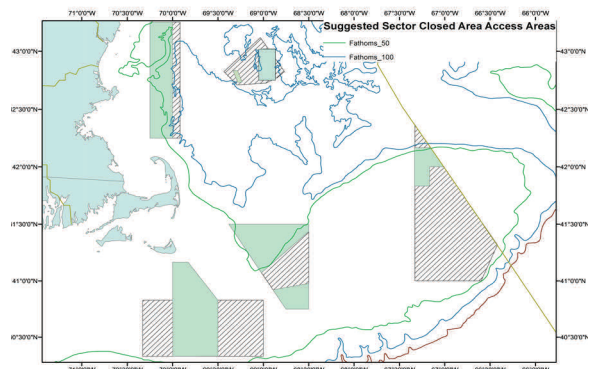 Suggested Sector Closed Area Access Areas
Fathoms_50
Fathoms_100
71°0'0"W 70°30'0"W 70°0'0"W 69°30'0"W 69°0'0"W 68°30'0"W 68°0'0"W 67°30'0"W 67°0'0"W 66°30'0"W 66°0'0"W
43°0'0"N 43°0'0"N
42°30'0"N
42°0'0"N 42°0'0"N
41°30'0"N
41°0'0"N 41°0'0"N
40°30'0"N